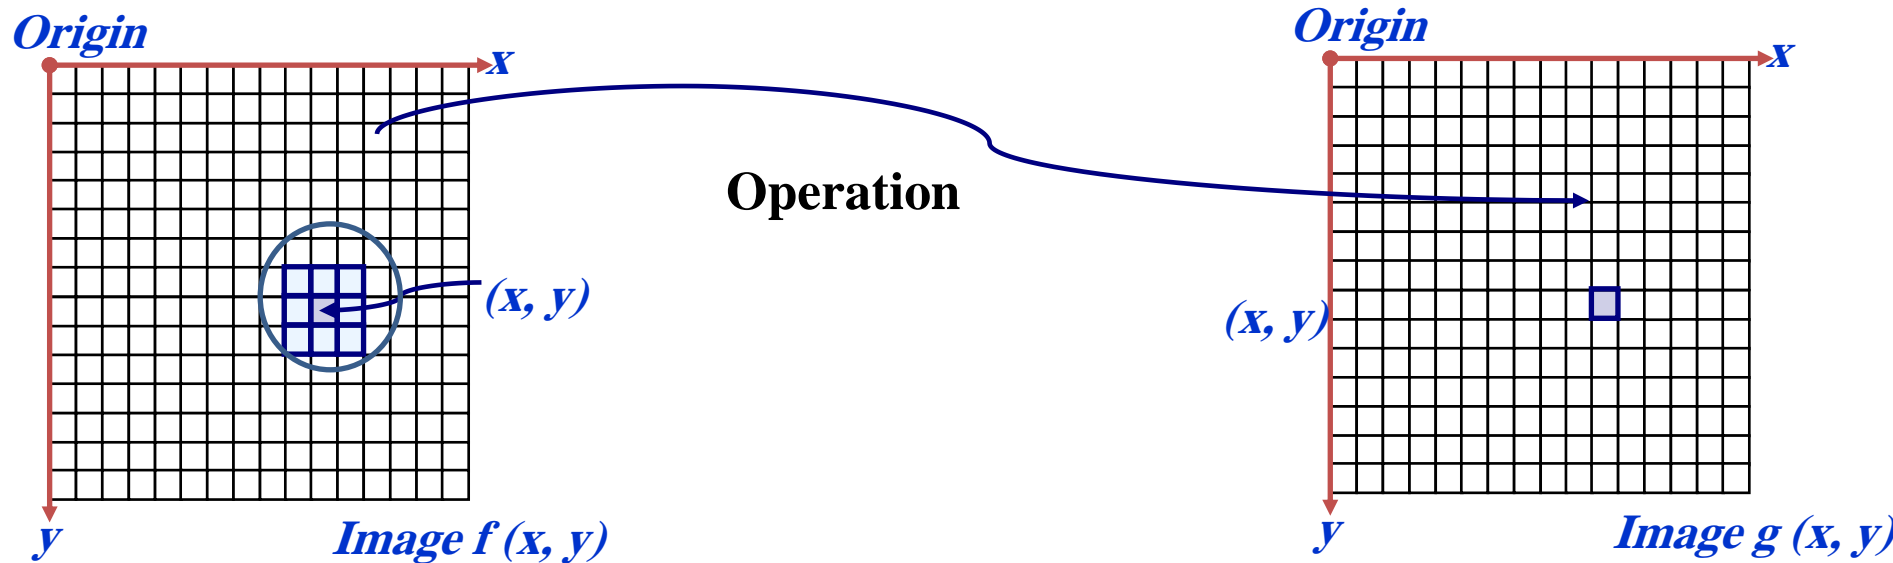 Origin
x
(x, y)
y
Image f (x, y)
Operation
Origin
x
(x, y)
y
Image g (x, y)